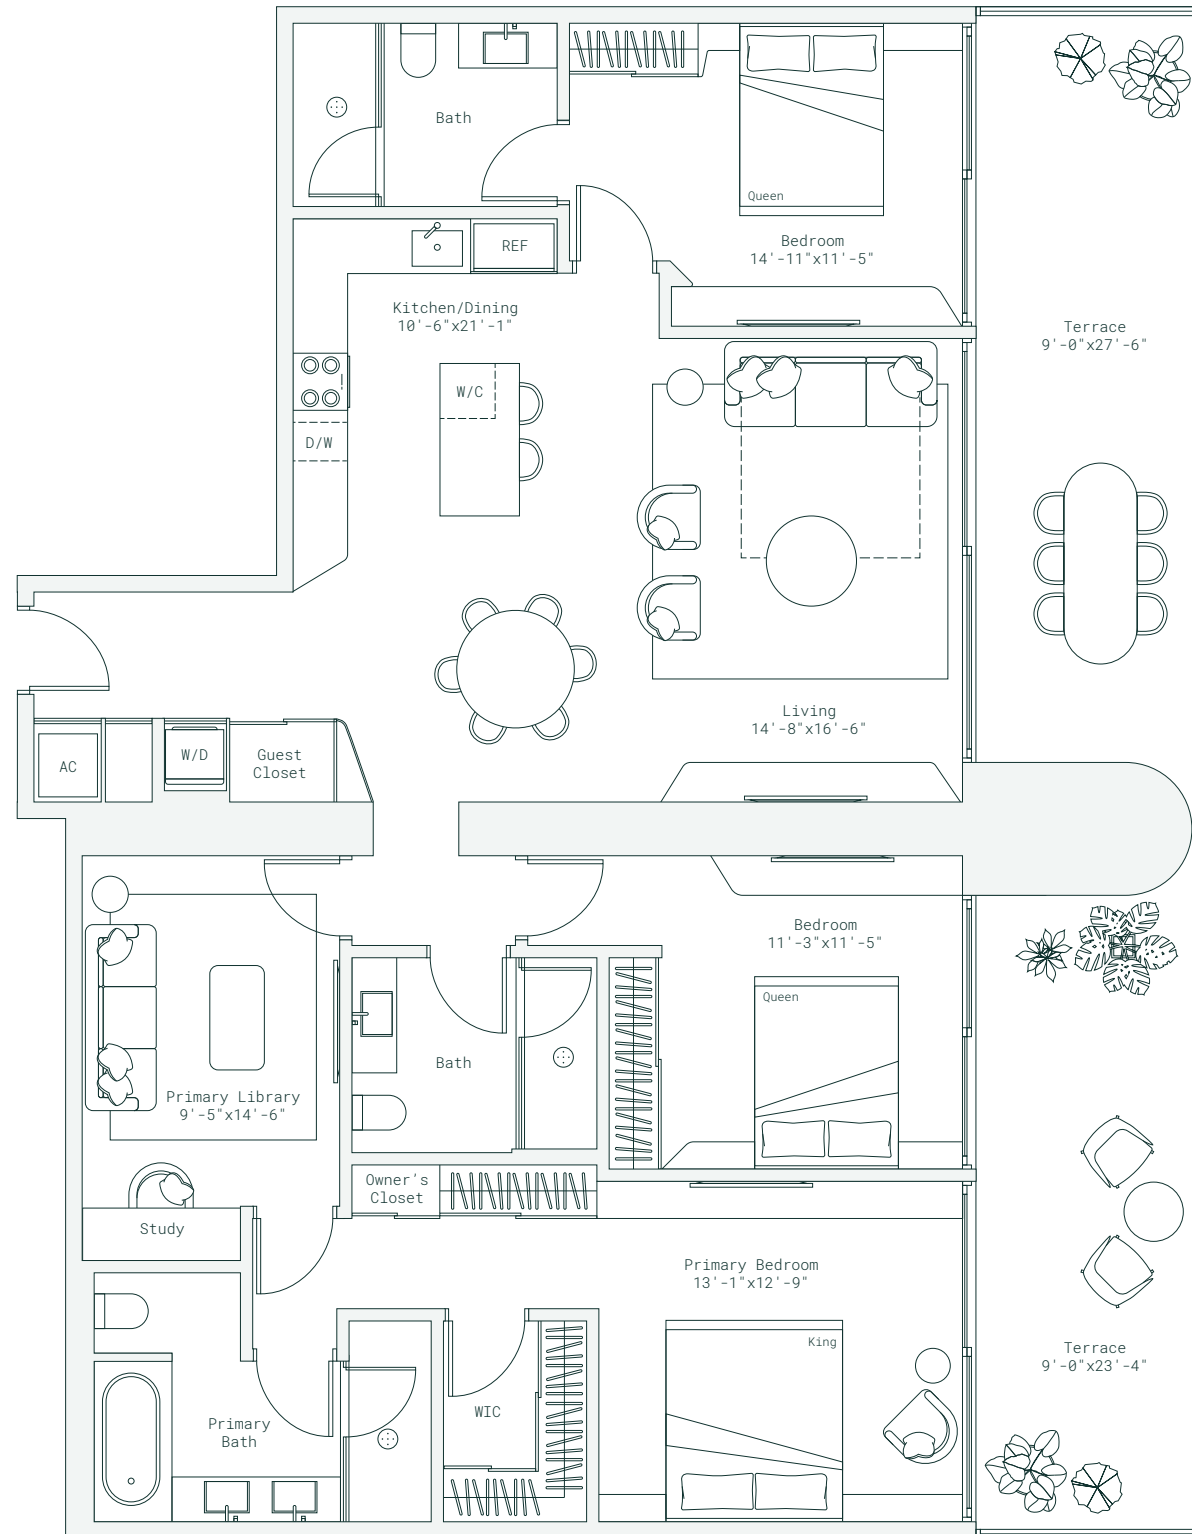 Bath
Queen
Bedroom
14'-11"x11'-5"
REF
Kitchen/Dining
10'-6"x21'-1"
Terrace
9'-0"x27'-6"
W/C
D/W
Living
14'-8"x16'-6"
AC
W/D
Guest
Closet
Bedroom
11'-3"x11'-5"
Queen
Bath
Primary Library
9'-5"x14'-6"
Owner's
Closet
Study
Primary Bedroom
13'-1"x12'-9"
King
Terrace
9'-0"x23'-4"
WIC
Primary
Bath